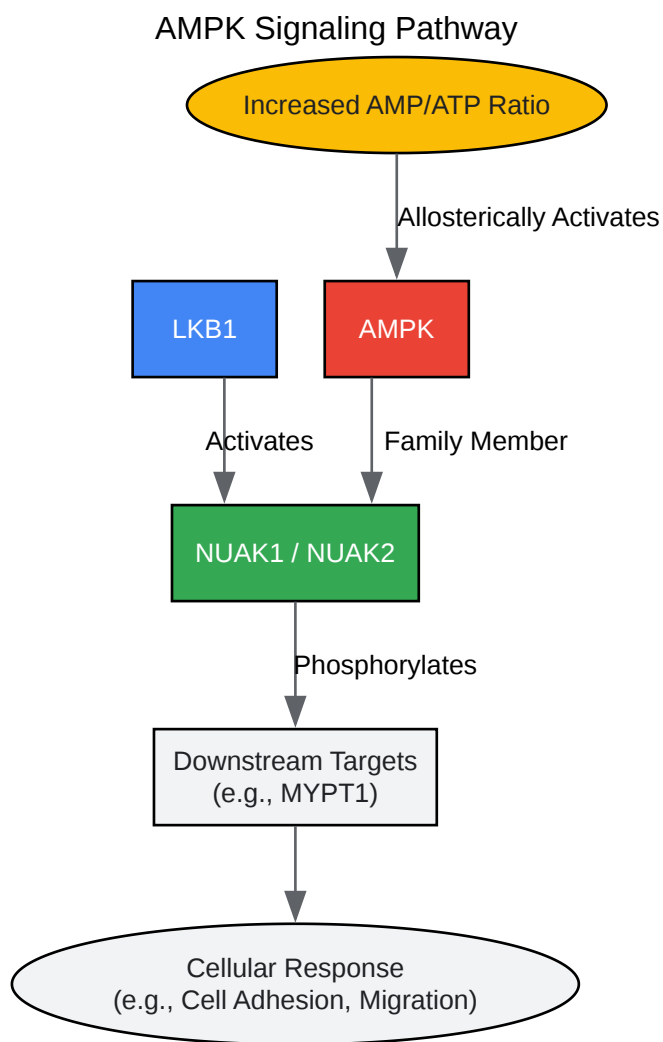 AMPK Signaling Pathway
Increased AMP/ATP Ratio
Allosterically Activates
LKB1
AMPK
Activates
Family Member
NUAK1 / NUAK2
Phosphorylates
Downstream Targets
(e.g., MYPT1)
Cellular Response
(e.g., Cell Adhesion, Migration)